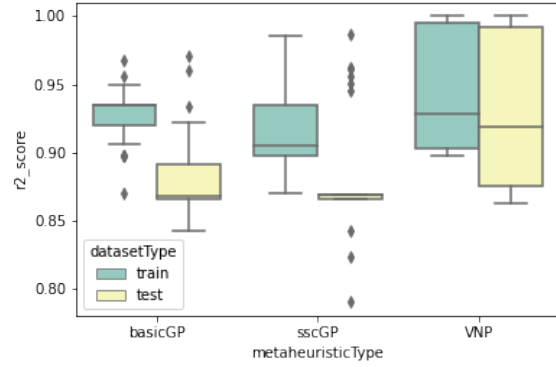 1.00
0.95
0.90
0.85
0.80
r2_score
datasetType
train
test
basicGP
sscGP
VNP
metaheuristicType